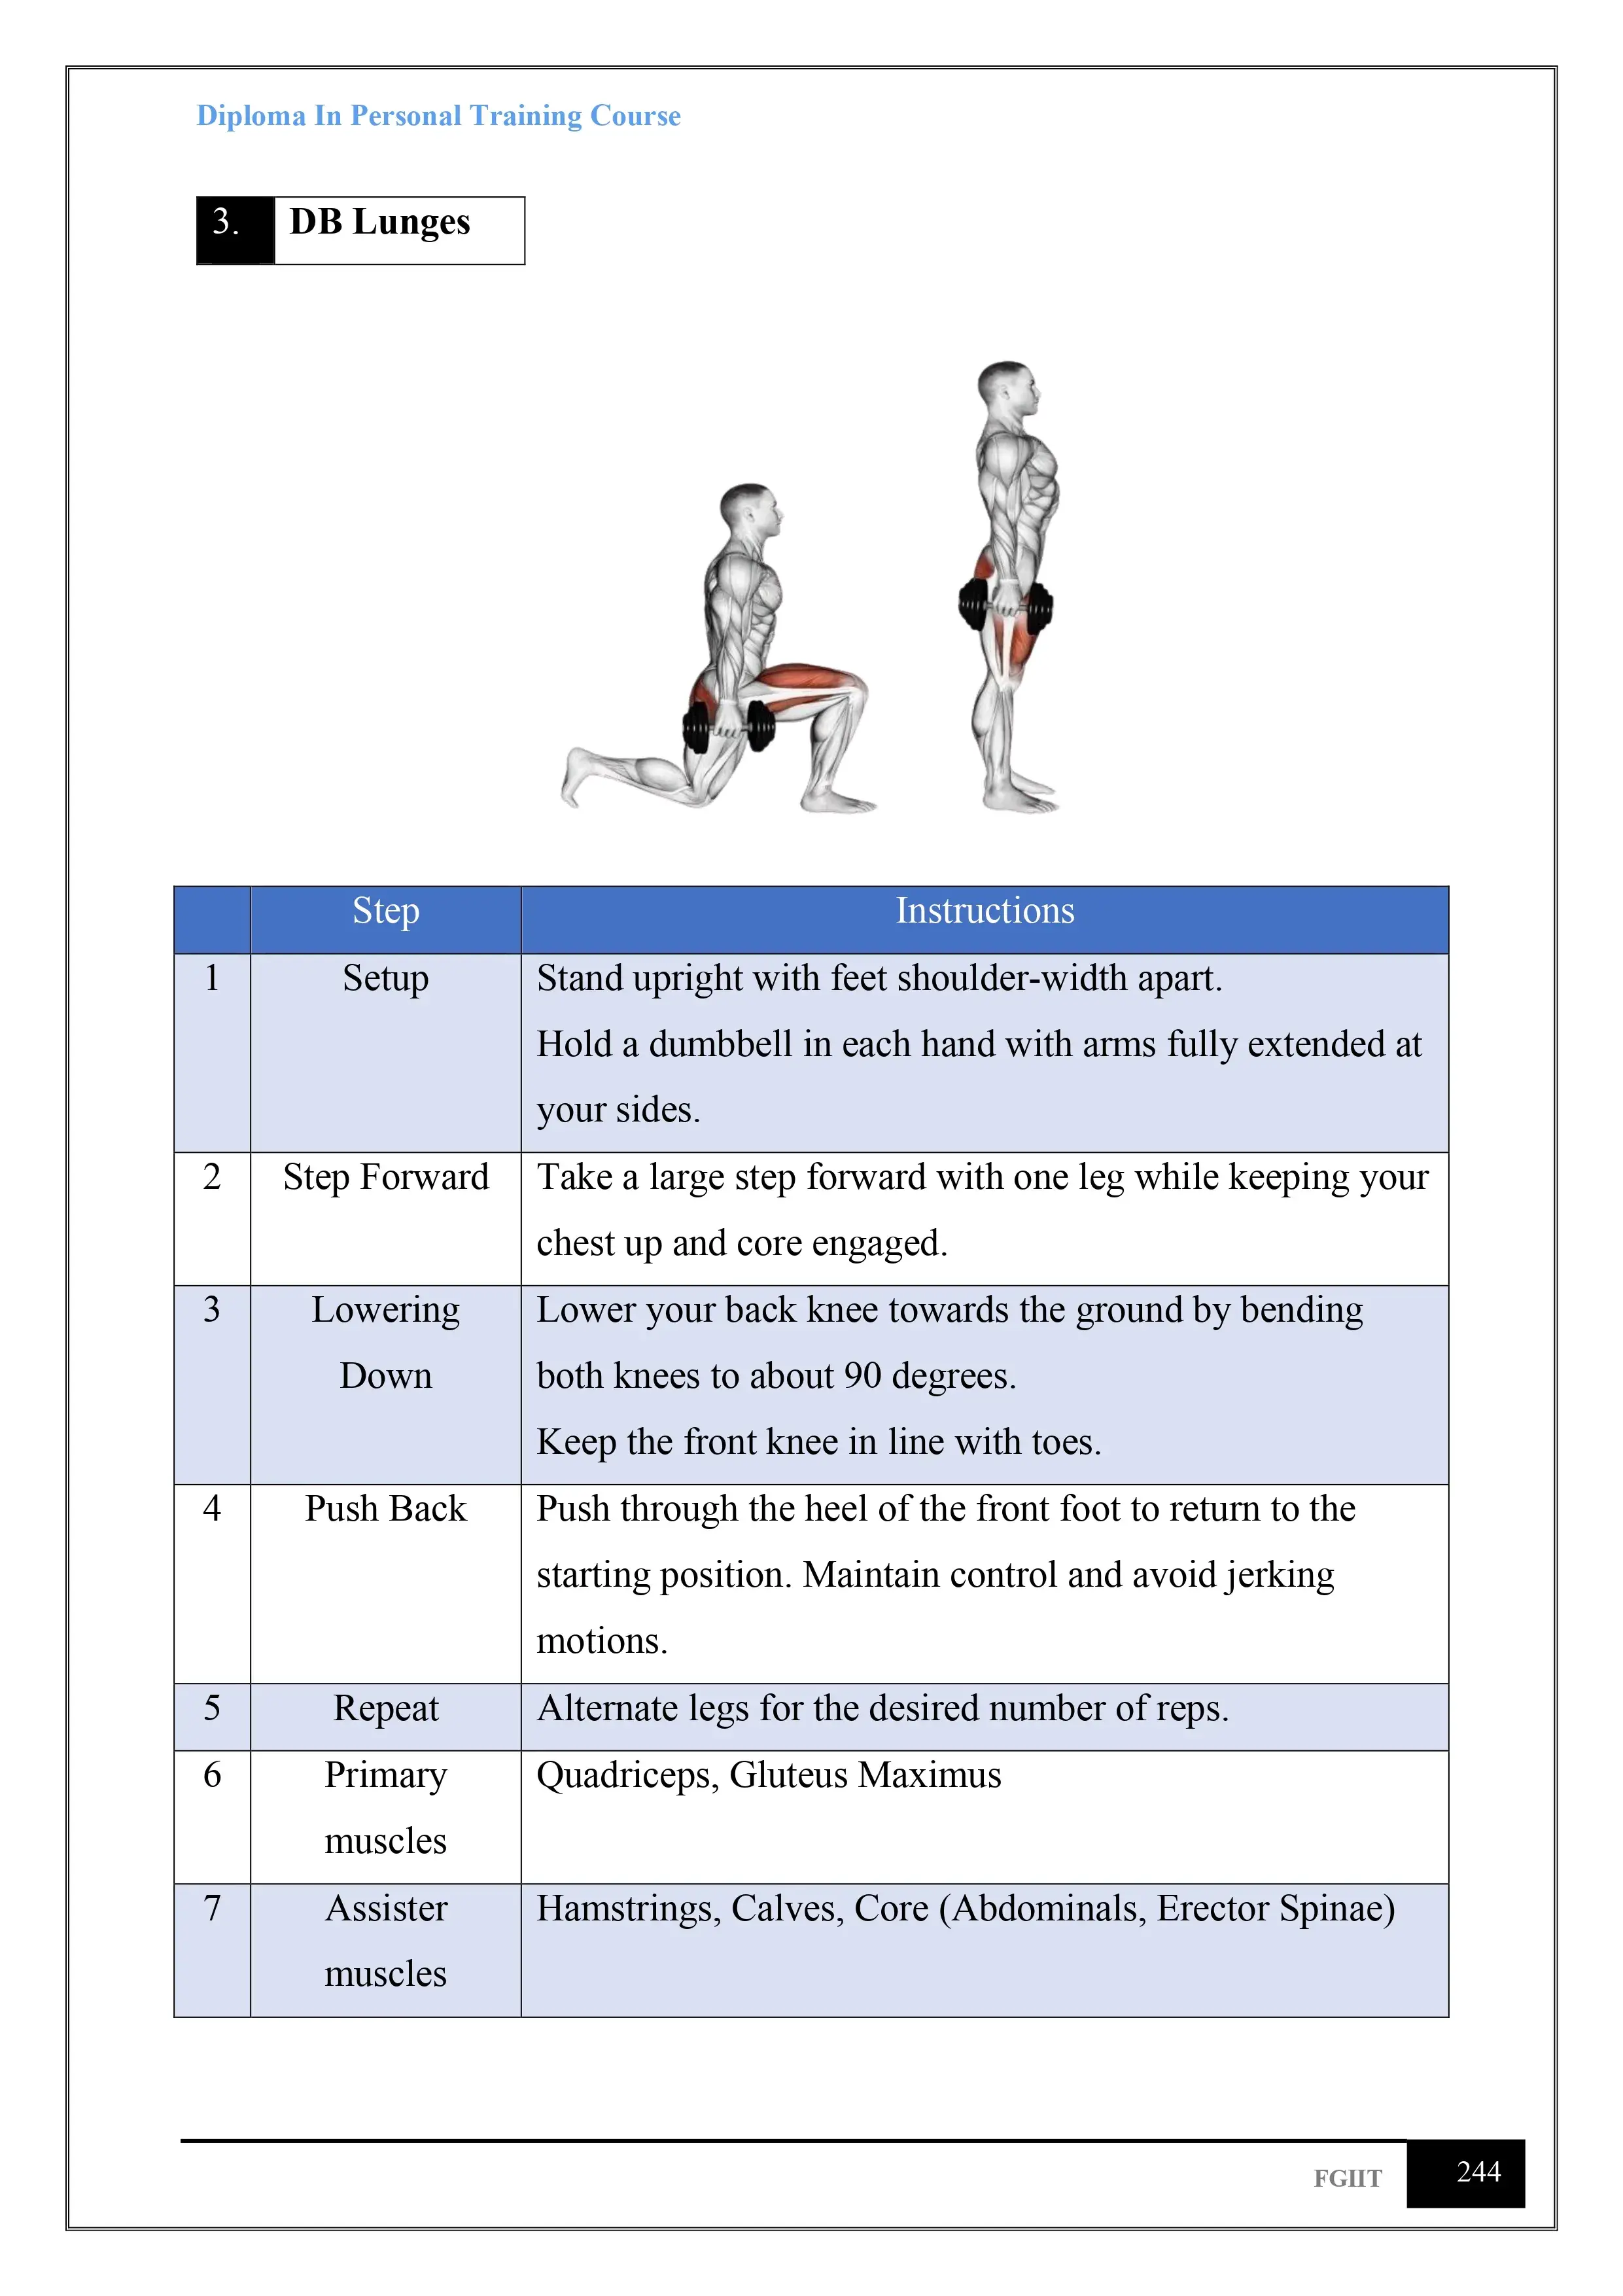 Diploma In Personal Training Course
3. DB Lunges
Step Instructions
1 Setup Stand upright with feet shoulder-width apart.
Hold a dumbbell in each hand with arms fully extended at
your sides.
2 Step Forward Take a large step forward with one leg while keeping your
chest up and core engaged.
3 Lowering Lower your back knee towards the ground by bending
Down both knees to about 90 degrees.
Keep the front knee in line with toes.
4 Push Back Push through the heel of the front foot to return to the
starting position. Maintain control and avoid jerking
motions.
5 Repeat Alternate legs for the desired number of reps.
6 Primary Quadriceps, Gluteus Maximus
muscles
7 Assister Hamstrings, Calves, Core (Abdominals, Erector Spinae)
muscles
FGIIT 244